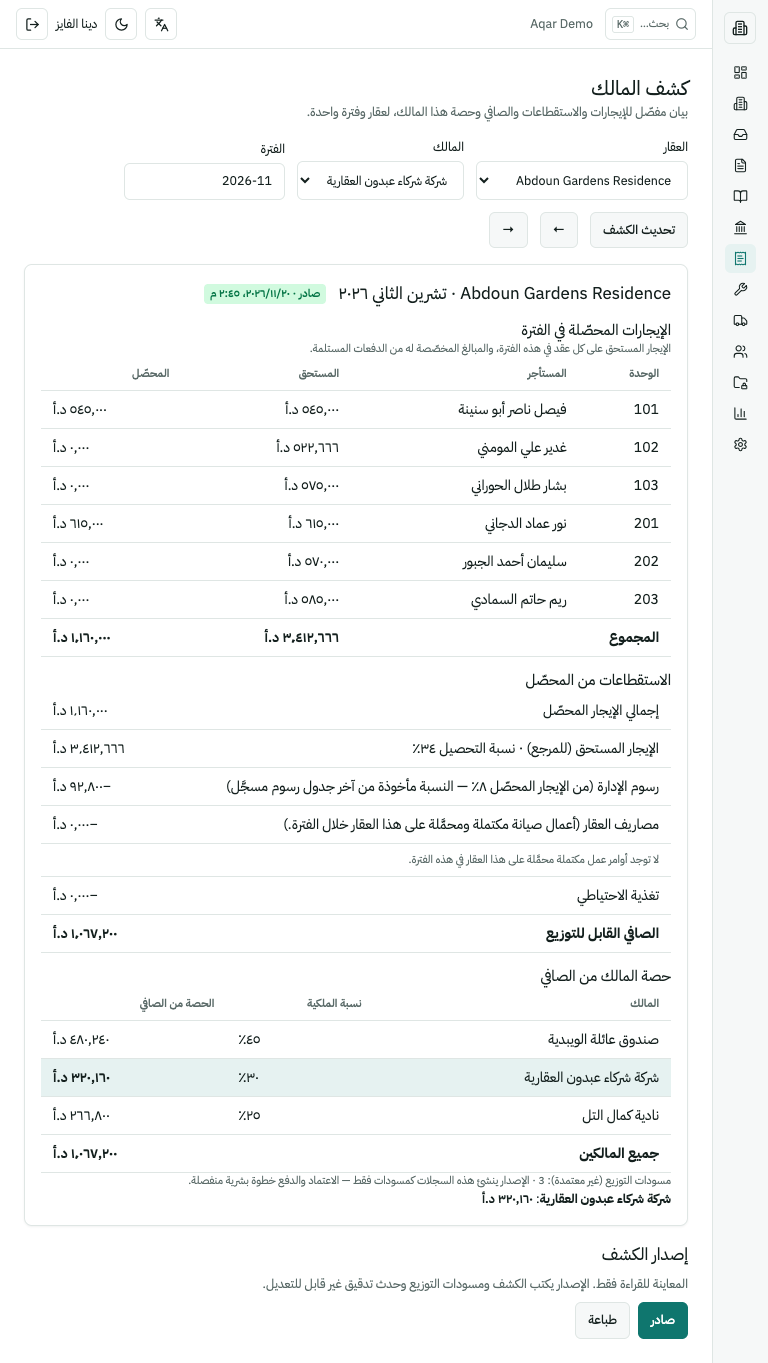 بحث...
⌘K
Aqar Demo
دينا الفايز
كشف المالك
بيان مفصّل للإيجارات والاستقطاعات والصافي وحصة هذا المالك، لعقار وفترة واحدة.
العقار
المالك
الفترة
Abdoun Gardens Residence
شركة شركاء عبدون العقارية
2026-11
تحديث الكشف
←
→
Abdoun Gardens Residence · تشرين الثاني ٢٠٢٦
صادر · ٢٠‏/١١‏/٢٠٢٦، ٢:٤٥ م
الإيجارات المحصّلة في الفترة
الإيجار المستحق على كل عقد في هذه الفترة، والمبالغ المخصّصة له من الدفعات المستلمة.
الوحدة المستأجر المستحق المحصّل
101 فيصل ناصر أبو سنينة ٥٤٥٫٠٠٠ د.أ ٥٤٥٫٠٠٠ د.أ
102 غدير علي المومني ٥٢٢٫٦٦٦ د.أ ٠٫٠٠٠ د.أ
103 بشار طلال الحوراني ٥٧٥٫٠٠٠ د.أ ٠٫٠٠٠ د.أ
201 نور عماد الدجاني ٦١٥٫٠٠٠ د.أ ٦١٥٫٠٠٠ د.أ
202 سليمان أحمد الجبور ٥٧٠٫٠٠٠ د.أ ٠٫٠٠٠ د.أ
203 ريم حاتم السمادي ٥٨٥٫٠٠٠ د.أ ٠٫٠٠٠ د.أ
المجموع ٣٬٤١٢٫٦٦٦ د.أ ١٬١٦٠٫٠٠٠ د.أ
الاستقطاعات من المحصّل
إجمالي الإيجار المحصّل ١٬١٦٠٫٠٠٠ د.أ
الإيجار المستحق (للمرجع) · نسبة التحصيل ٣٤٪ ٣٬٤١٢٫٦٦٦ د.أ
رسوم الإدارة (من الإيجار المحصّل ٨٪ — النسبة مأخوذة من آخر جدول رسوم مسجَّل) −٩٢٫٨٠٠ د.أ
مصاريف العقار (أعمال صيانة مكتملة ومحمَّلة على هذا العقار خلال الفترة.) −٠٫٠٠٠ د.أ
لا توجد أوامر عمل مكتملة محمَّلة على هذا العقار في هذه الفترة.
تغذية الاحتياطي −٠٫٠٠٠ د.أ
الصافي القابل للتوزيع ١٬٠٦٧٫٢٠٠ د.أ
حصة المالك من الصافي
المالك نسبة الملكية الحصة من الصافي
صندوق عائلة الويبدية ٤٥٪ ٤٨٠٫٢٤٠ د.أ
شركة شركاء عبدون العقارية ٣٠٪ ٣٢٠٫١٦٠ د.أ
نادية كمال التل ٢٥٪ ٢٦٦٫٨٠٠ د.أ
جميع المالكين ١٬٠٦٧٫٢٠٠ د.أ
مسودات التوزيع (غير معتمدة): 3 · الإصدار ينشئ هذه السجلات كمسودات فقط — الاعتماد والدفع خطوة بشرية منفصلة.
شركة شركاء عبدون العقارية: ٣٢٠٫١٦٠ د.أ
إصدار الكشف
المعاينة للقراءة فقط. الإصدار يكتب الكشف ومسودات التوزيع وحدث تدقيق غير قابل للتعديل.
صادر
طباعة